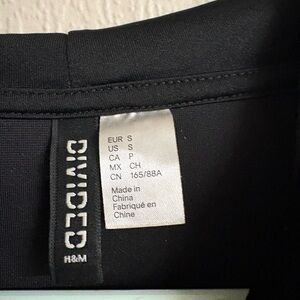 DIVIDED
H&M
EUR S
US S
CA P
MX CH
CN 165/88A
Made in
China
Fabriqué en
Chine